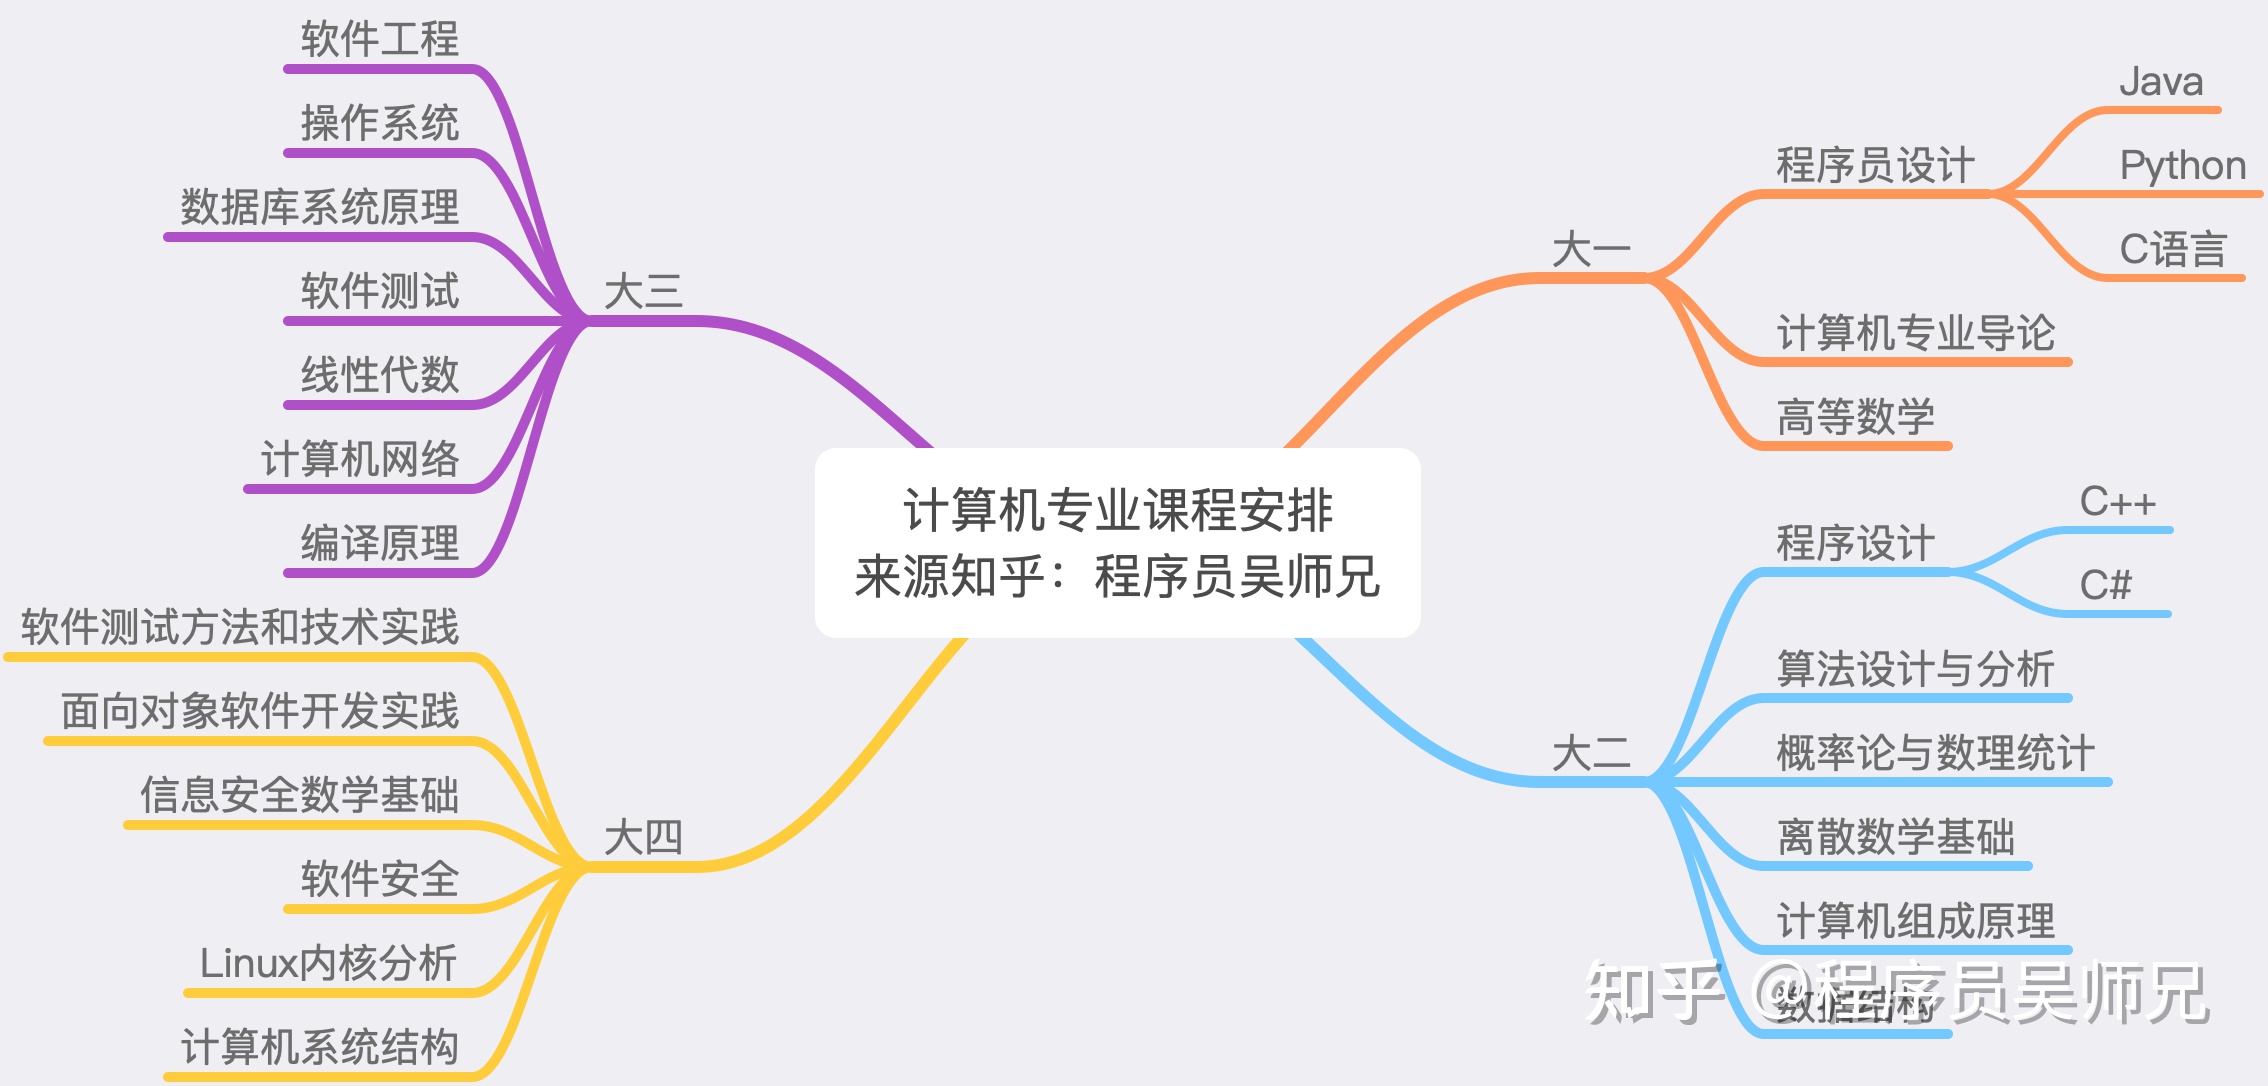 计算机专业课程安排
来源知乎：程序员吴师兄
大一
程序员设计
Java
Python
C语言
计算机专业导论
高等数学
大二
程序设计
C++
C#
算法设计与分析
概率论与数理统计
离散数学基础
计算机组成原理
数据结构
大三
软件工程
操作系统
数据库系统原理
软件测试
线性代数
计算机网络
编译原理
大四
软件测试方法和技术实践
面向对象软件开发实践
信息安全数学基础
软件安全
Linux内核分析
计算机系统结构
知乎 @程序员吴师兄